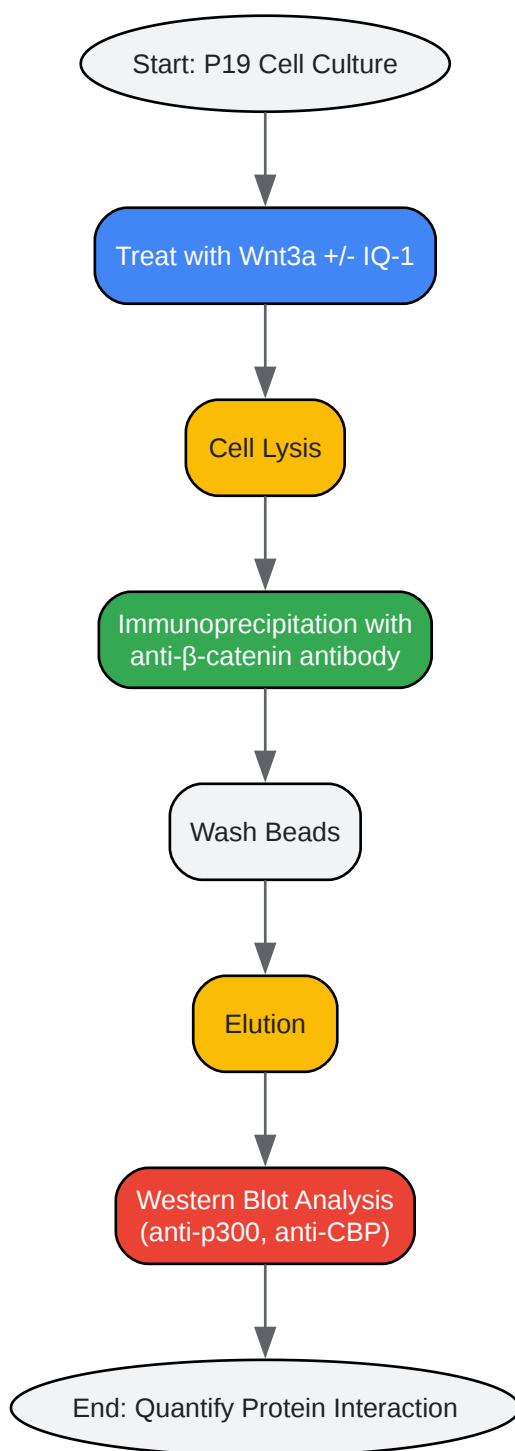 Start: P19 Cell Culture
Treat with Wnt3a +/- IQ-1
Cell Lysis
Immunoprecipitation with
anti-β-catenin antibody
Wash Beads
Elution
Western Blot Analysis
(anti-p300, anti-CBP)
End: Quantify Protein Interaction